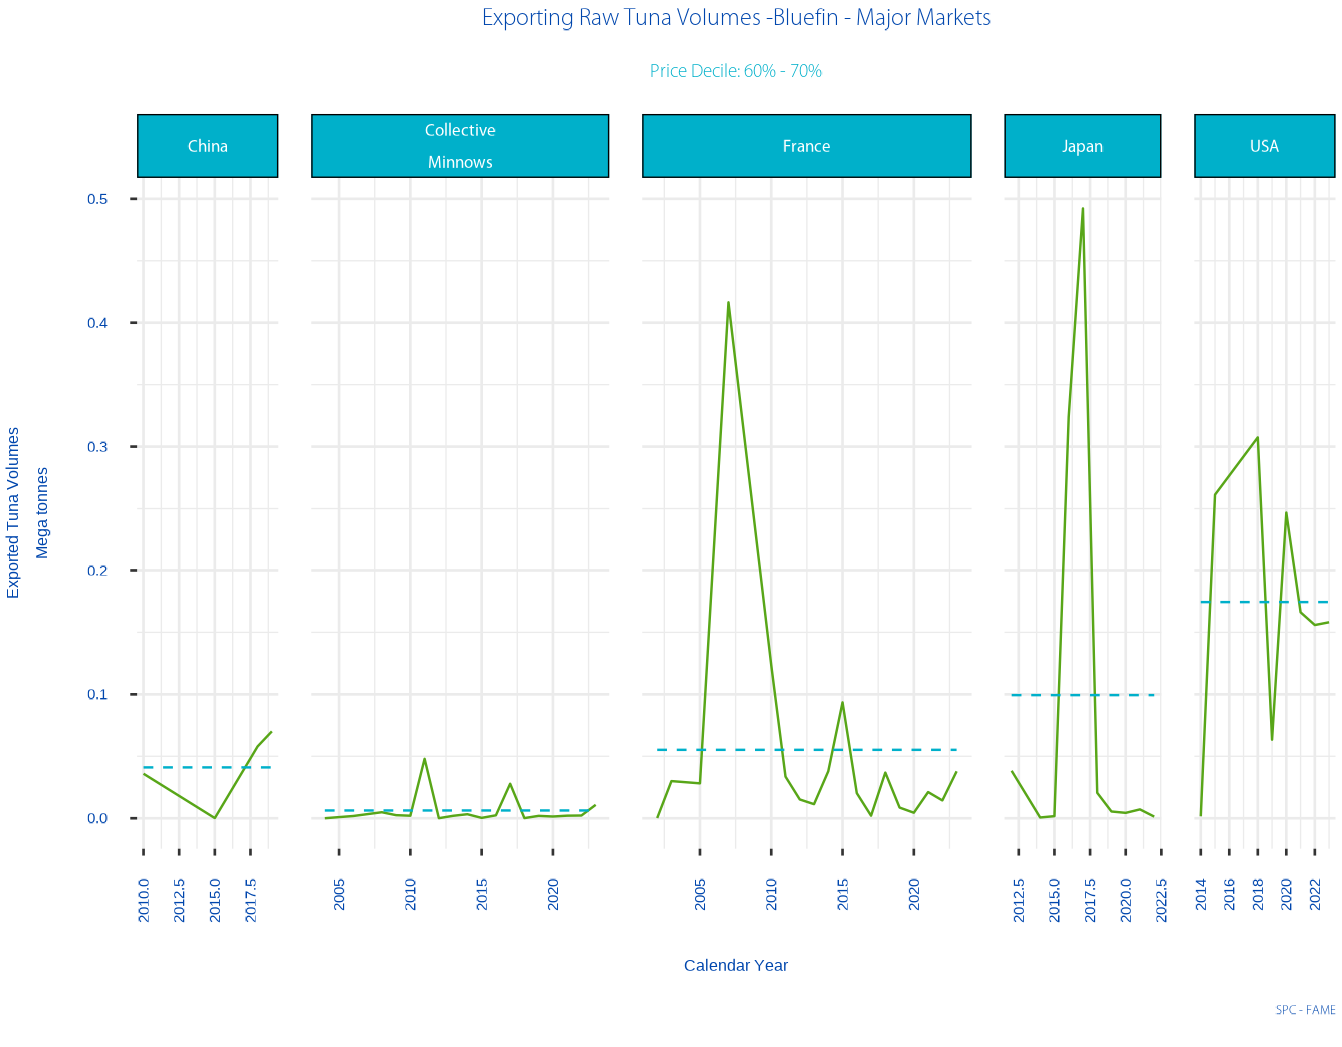 Exporting Raw Tuna Volumes -Bluefin - Major Markets
Price Decile: 60% - 70%
China
Collective
Minnows
France
Japan
USA
Exported Tuna Volumes
Mega tonnes
0.5
0.4
0.3
0.2
0.1
0.0
2010.0 2012.5 2015.0 2017.5
2005 2010 2015 2020
2005 2010 2015 2020
2012.5 2015.0 2017.5 2020.0 2022.5
2014 2016 2018 2020 2022
Calendar Year
SPC - FAME